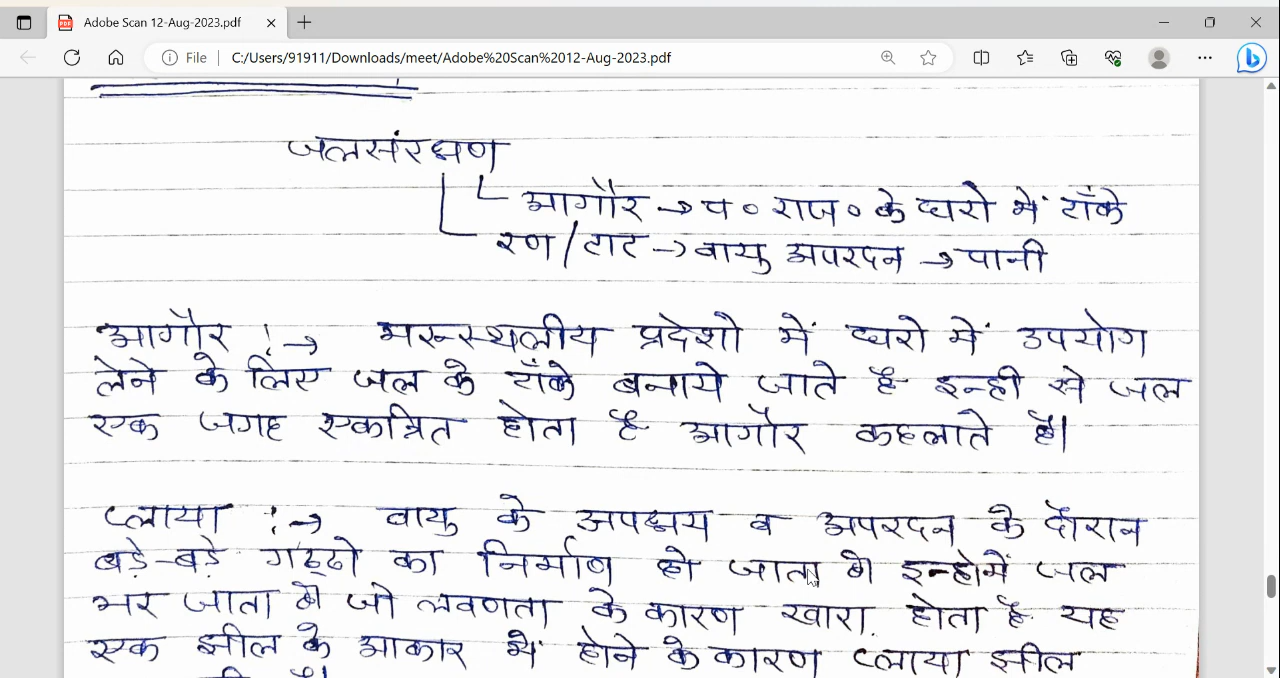 Adobe Scan 12-Aug-2023.pdf
File C:/Users/91911/Downloads/meet/Adobe%20Scan%2012-Aug-2023.pdf
जलसंरक्षण
आगौर → प० राज० के घरो में टाँके
रण/टाट → वायु अपरदन → पानी
आगौर :→ मरुस्थलीय प्रदेशो में घरो में उपयोग
लेने के लिए जल के टाँके बनाये जाते है इन्ही से जल
एक जगह एकत्रित होता है आगौर कहलाते है।
प्लाया :→ वायु के अपक्षय व अपरदन के दौरान
बड़े-बड़े गड्ढो का निर्माण हो जाता है इन्होमें जल
भर जाता है जो लवणता के कारण खारा होता है यह
एक झील के आकार में होने के कारण प्लाया झील